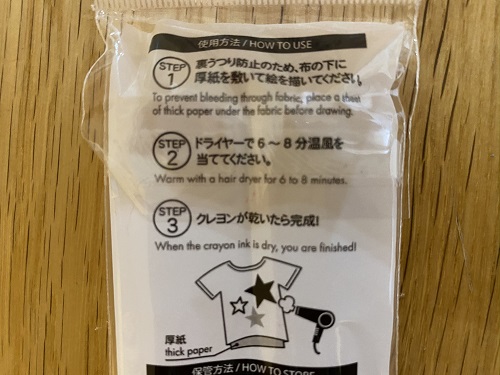 使用方法 / HOW TO USE
STEP 1
裏うつり防止のため、布の下に
厚紙を敷いて絵を描いてください。
To prevent bleeding through fabric, place a sheet
of thick paper under the fabric before drawing.
STEP 2
ドライヤーで6〜8分温風を
当ててください。
Warm with a hair dryer for 6 to 8 minutes.
STEP 3
クレヨンが乾いたら完成!
When the crayon ink is dry, you are finished!
厚紙
thick paper
保管方法 / HOW TO STORE